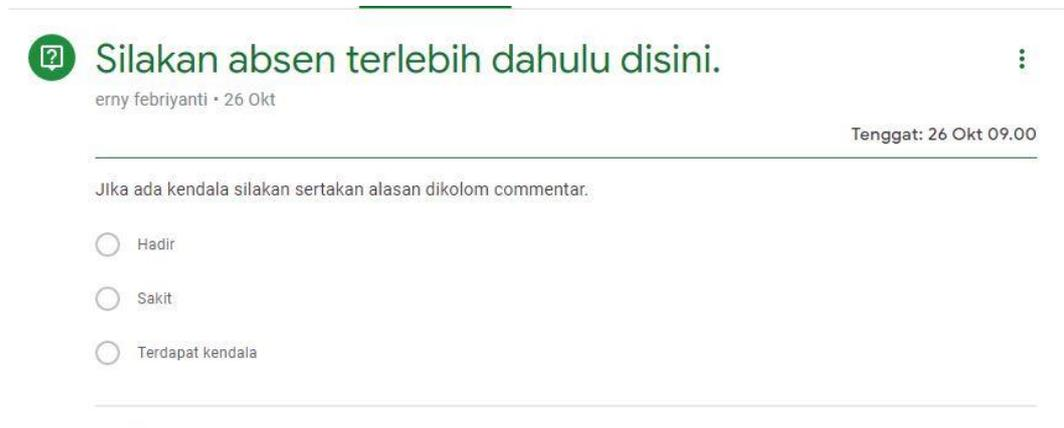 Silakan absen terlebih dahulu disini.
erny febriyanti • 26 Okt
Tenggat: 26 Okt 09.00
JIka ada kendala silakan sertakan alasan dikolom commentar.
Hadir
Sakit
Terdapat kendala